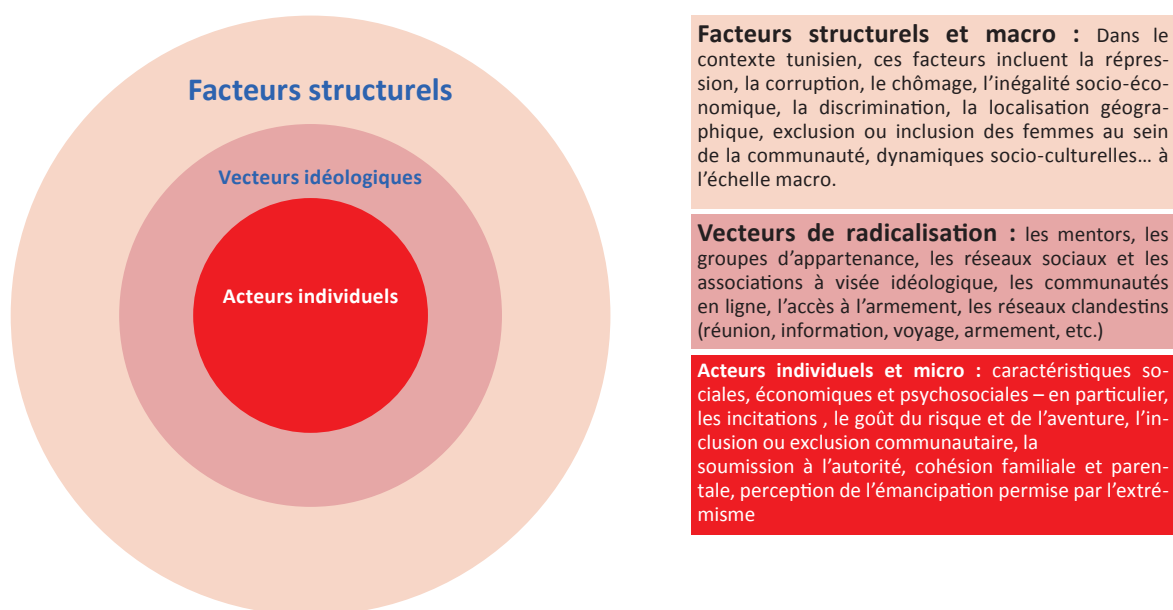 Facteurs structurels
Vecteurs idéologiques
Acteurs individuels
Facteurs structurels et macro : Dans le
contexte tunisien, ces facteurs incluent la répres-
sion, la corruption, le chômage, l'inégalité socio-éco-
nomique, la discrimination, la localisation géogra-
phique, exclusion ou inclusion des femmes au sein
de la communauté, dynamiques socio-culturelles… à
l'échelle macro.
Vecteurs de radicalisation : les mentors, les
groupes d'appartenance, les réseaux sociaux et les
associations à visée idéologique, les communautés
en ligne, l'accès à l'armement, les réseaux clandestins
(réunion, information, voyage, armement, etc.)
Acteurs individuels et micro : caractéristiques so-
ciales, économiques et psychosociales – en particulier,
les incitations , le goût du risque et de l'aventure, l'in-
clusion ou exclusion communautaire, la
soumission à l'autorité, cohésion familiale et paren-
tale, perception de l'émancipation permise par l'extré-
misme